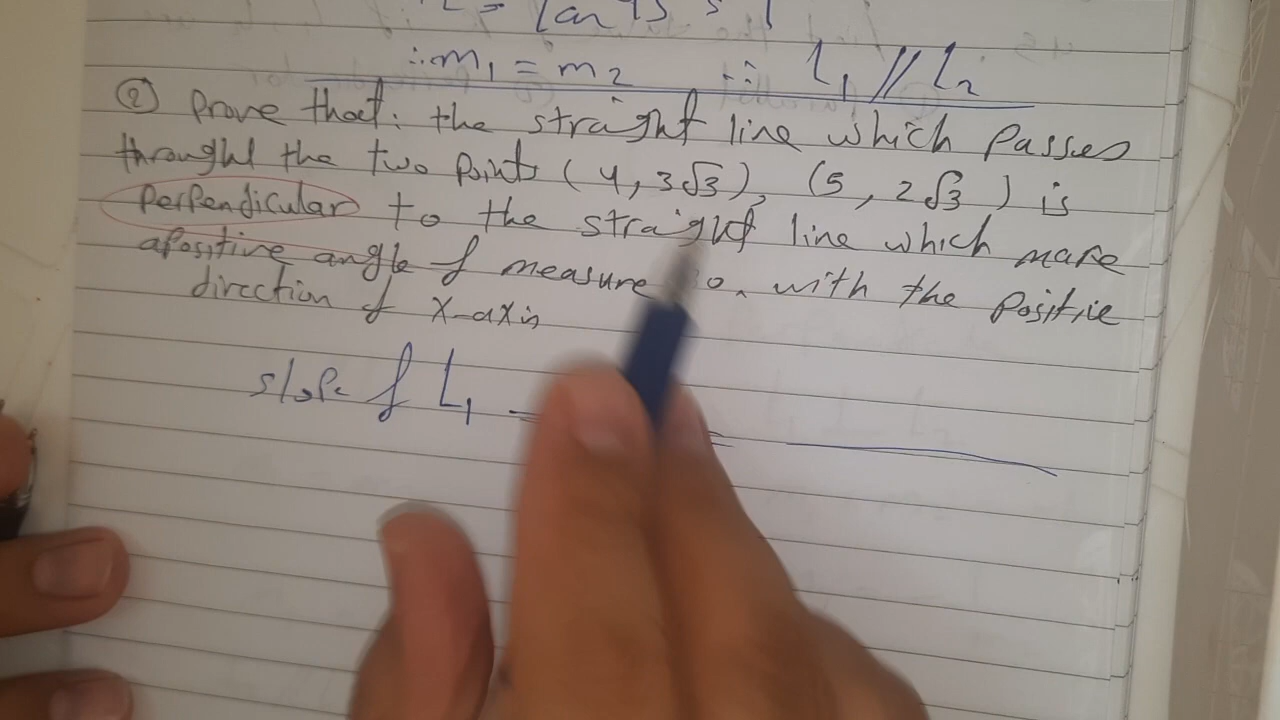 ∴ m₁ = m₂ ∴ L₁ // L₂
② Prove that: the straight line which Passes
throught the two Points (4, 3√3), (5, 2√3) is
Perpendicular to the straight line which make
a Positive angle of measure with the Positive
direction of X-axis
slope of L₁ =